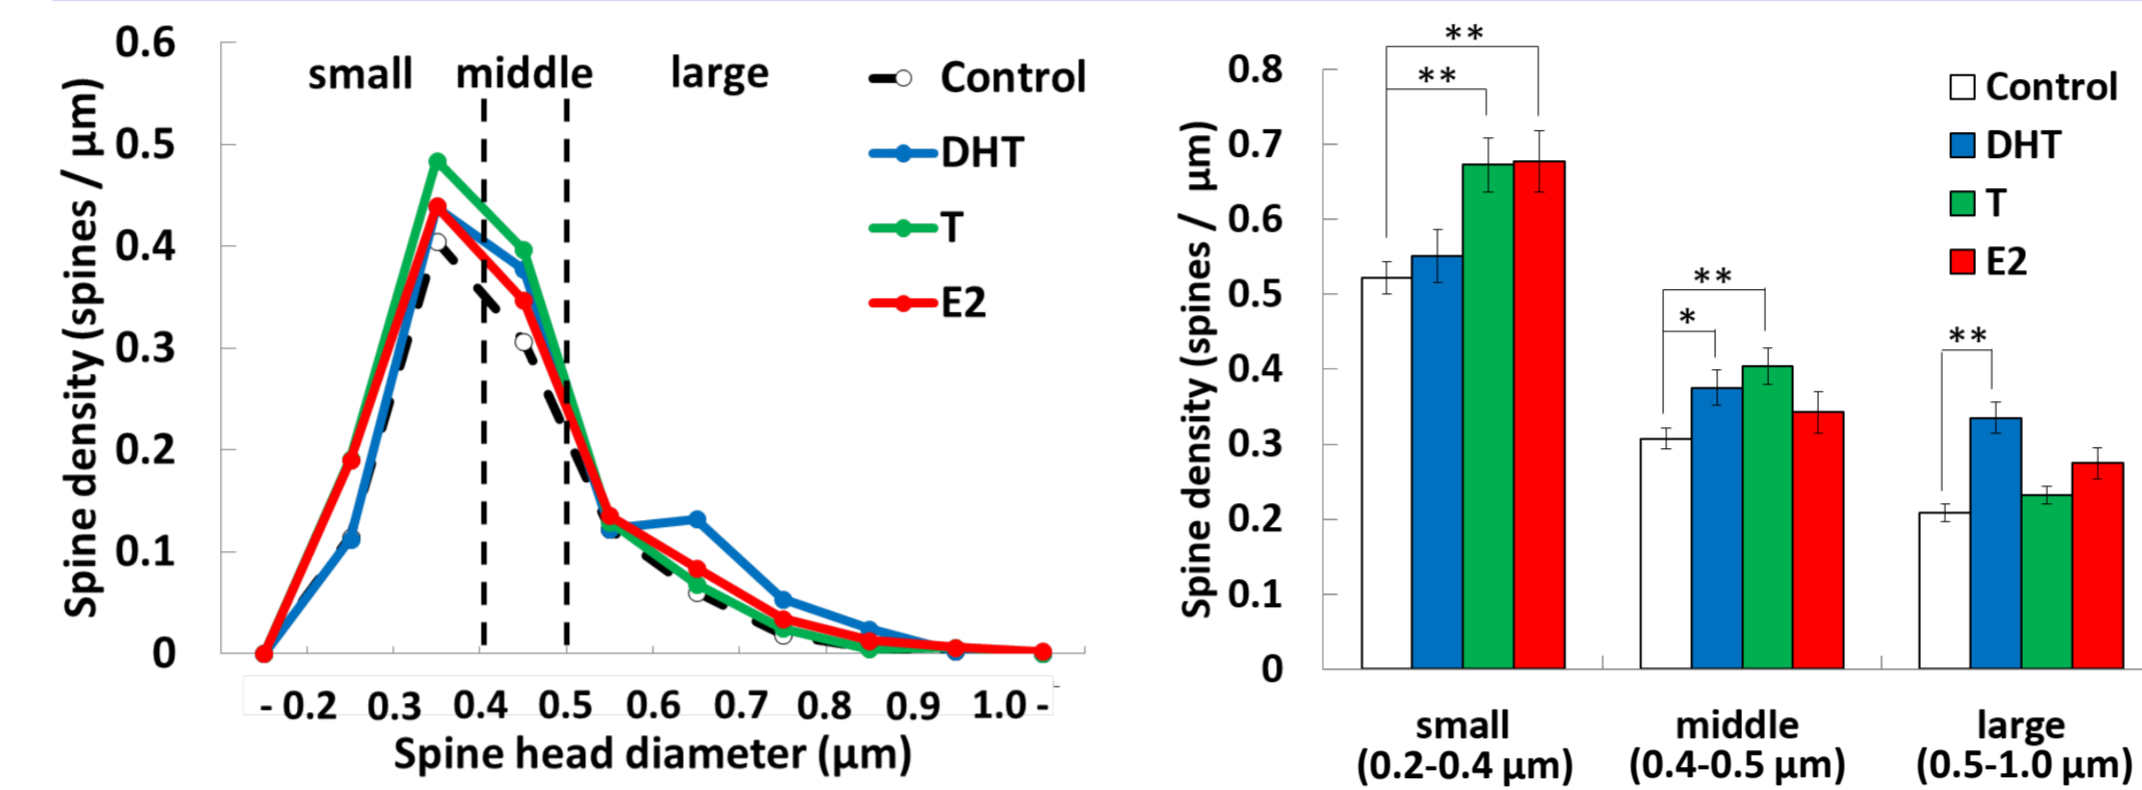 Spine density (spines / μm)
0.6
0.5
0.4
0.3
0.2
0.1
0
small middle large
Control
DHT
T
E2
- 0.2 0.3 0.4 0.5 0.6 0.7 0.8 0.9 1.0 -
Spine head diameter (μm)
Spine density (spines / μm)
0.8
0.7
0.6
0.5
0.4
0.3
0.2
0.1
0
**
**
**
*
**
Control
DHT
T
E2
small middle large
(0.2-0.4 μm) (0.4-0.5 μm) (0.5-1.0 μm)